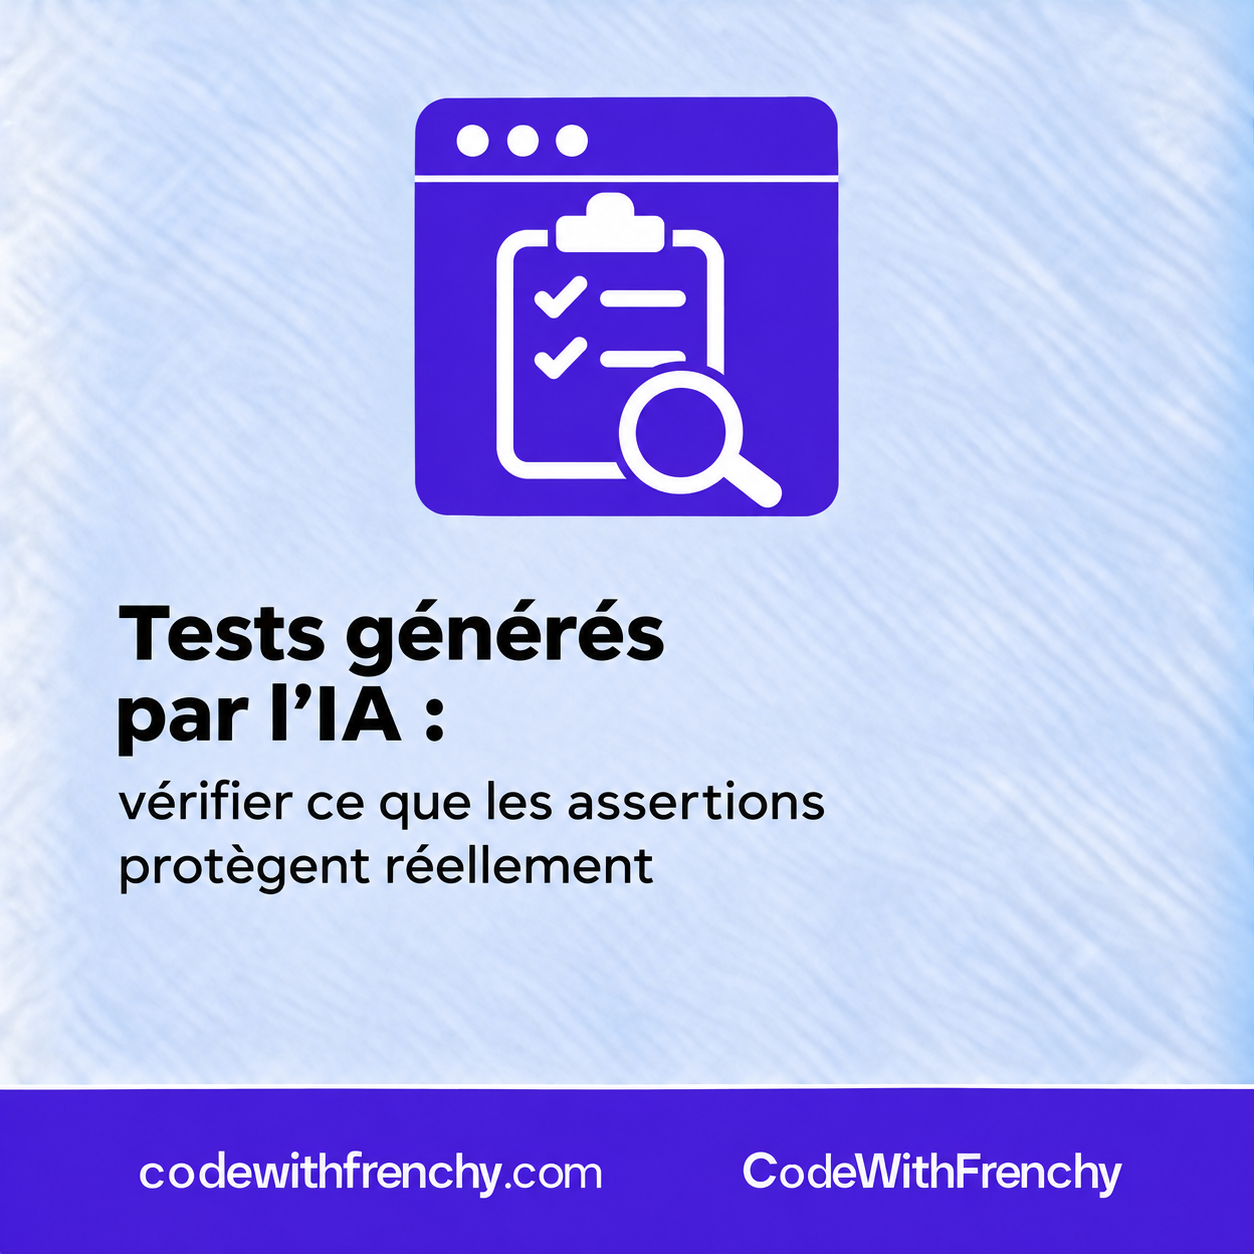 Tests générés
par l’IA :
vérifier ce que les assertions
protègent réellement
codewithfrenchy.com
CodeWithFrenchy